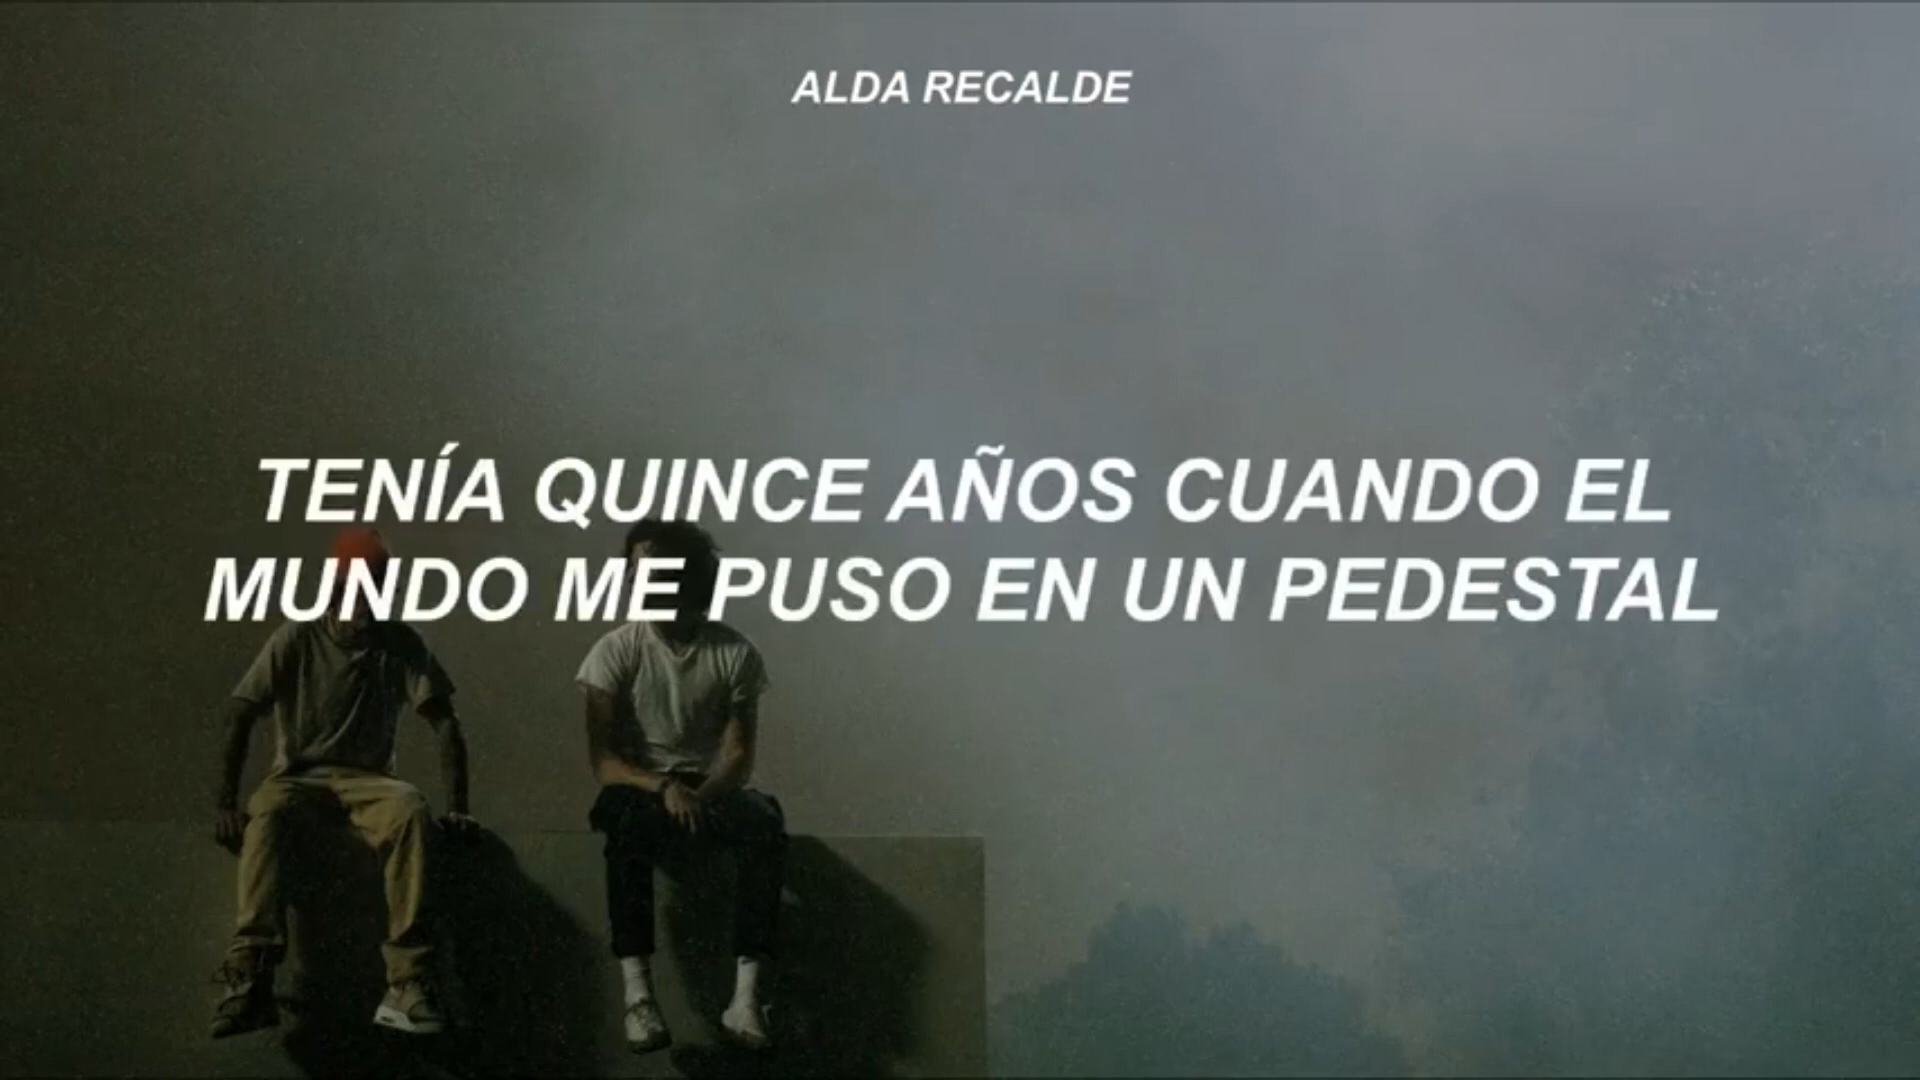 ALDA RECALDE
TENÍA QUINCE AÑOS CUANDO EL
MUNDO ME PUSO EN UN PEDESTAL